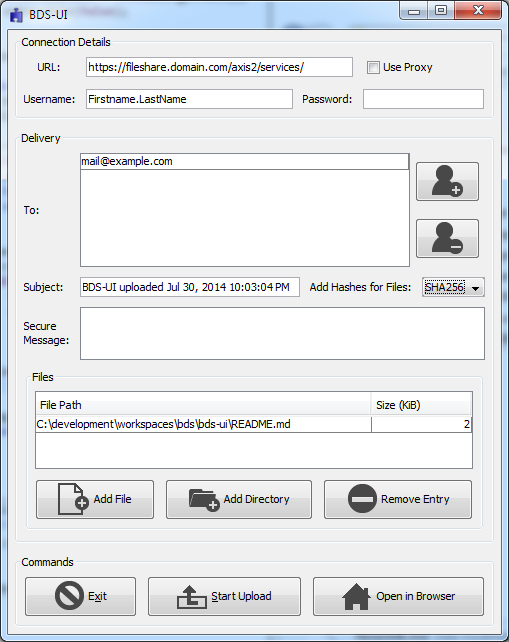 BDS-UI
Connection Details
URL: https://fileshare.domain.com/axis2/services/ Use Proxy
Username: Firstname.LastName Password:
Delivery
To: mail@example.com
Subject: BDS-UI uploaded Jul 30, 2014 10:03:04 PM Add Hashes for Files: SHA256
Secure
Message:
Files
File Path Size (KiB)
C:\development\workspaces\bds\bds-ui\README.md 2
Add File Add Directory Remove Entry
Commands
Exit Start Upload Open in Browser